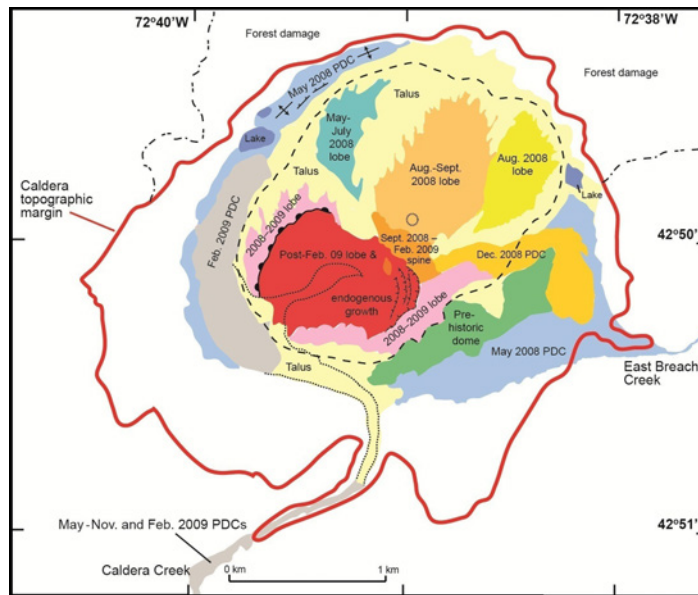 72°40'W
72°38'W
Forest damage
May 2008 PDC
Forest damage
Talus
May-
July
2008
lobe
Lake
Aug.-Sept.
2008 lobe
Aug. 2008
lobe
Talus
Lake
Caldera
topographic
margin
Feb. 2009 PDC
2008–2009 lobe
42°50'
Sept. 2008 –
Feb. 2009
spine
Post-Feb. 09 lobe &
Dec. 2008 PDC
endogenous
growth
2008–2009 lobe
Pre-
historic
dome
May 2008 PDC
Talus
East Breach
Creek
42°51'
May-Nov. and Feb. 2009 PDCs
Caldera Creek
0 km
1 km